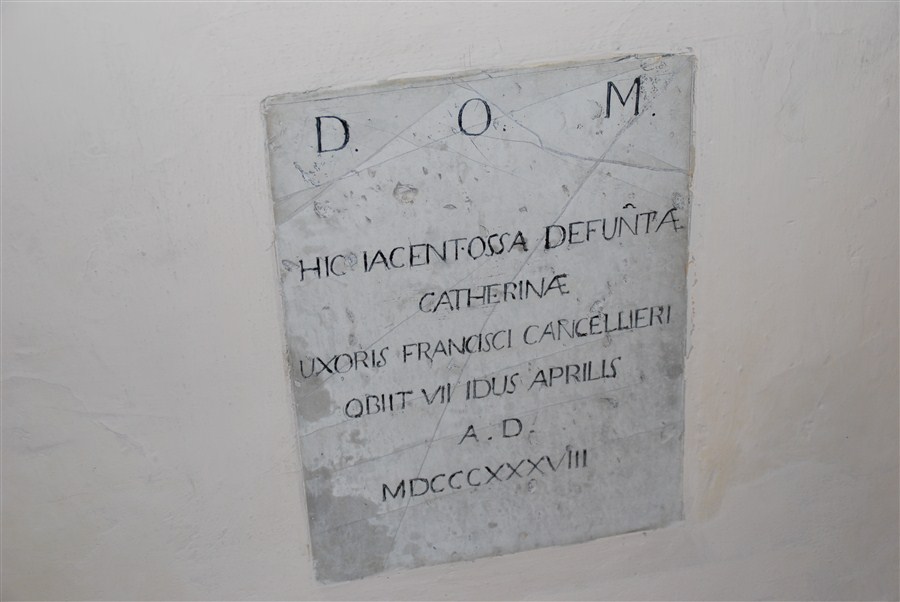 D. O. M.
HIC IACENT·OSSA DEFUÑTÆ
CATHERINÆ
UXORIS FRANCISCI CANCELLIERI
OBIIT VII IDUS APRILIS
A. D.
MDCCCXXXVIII